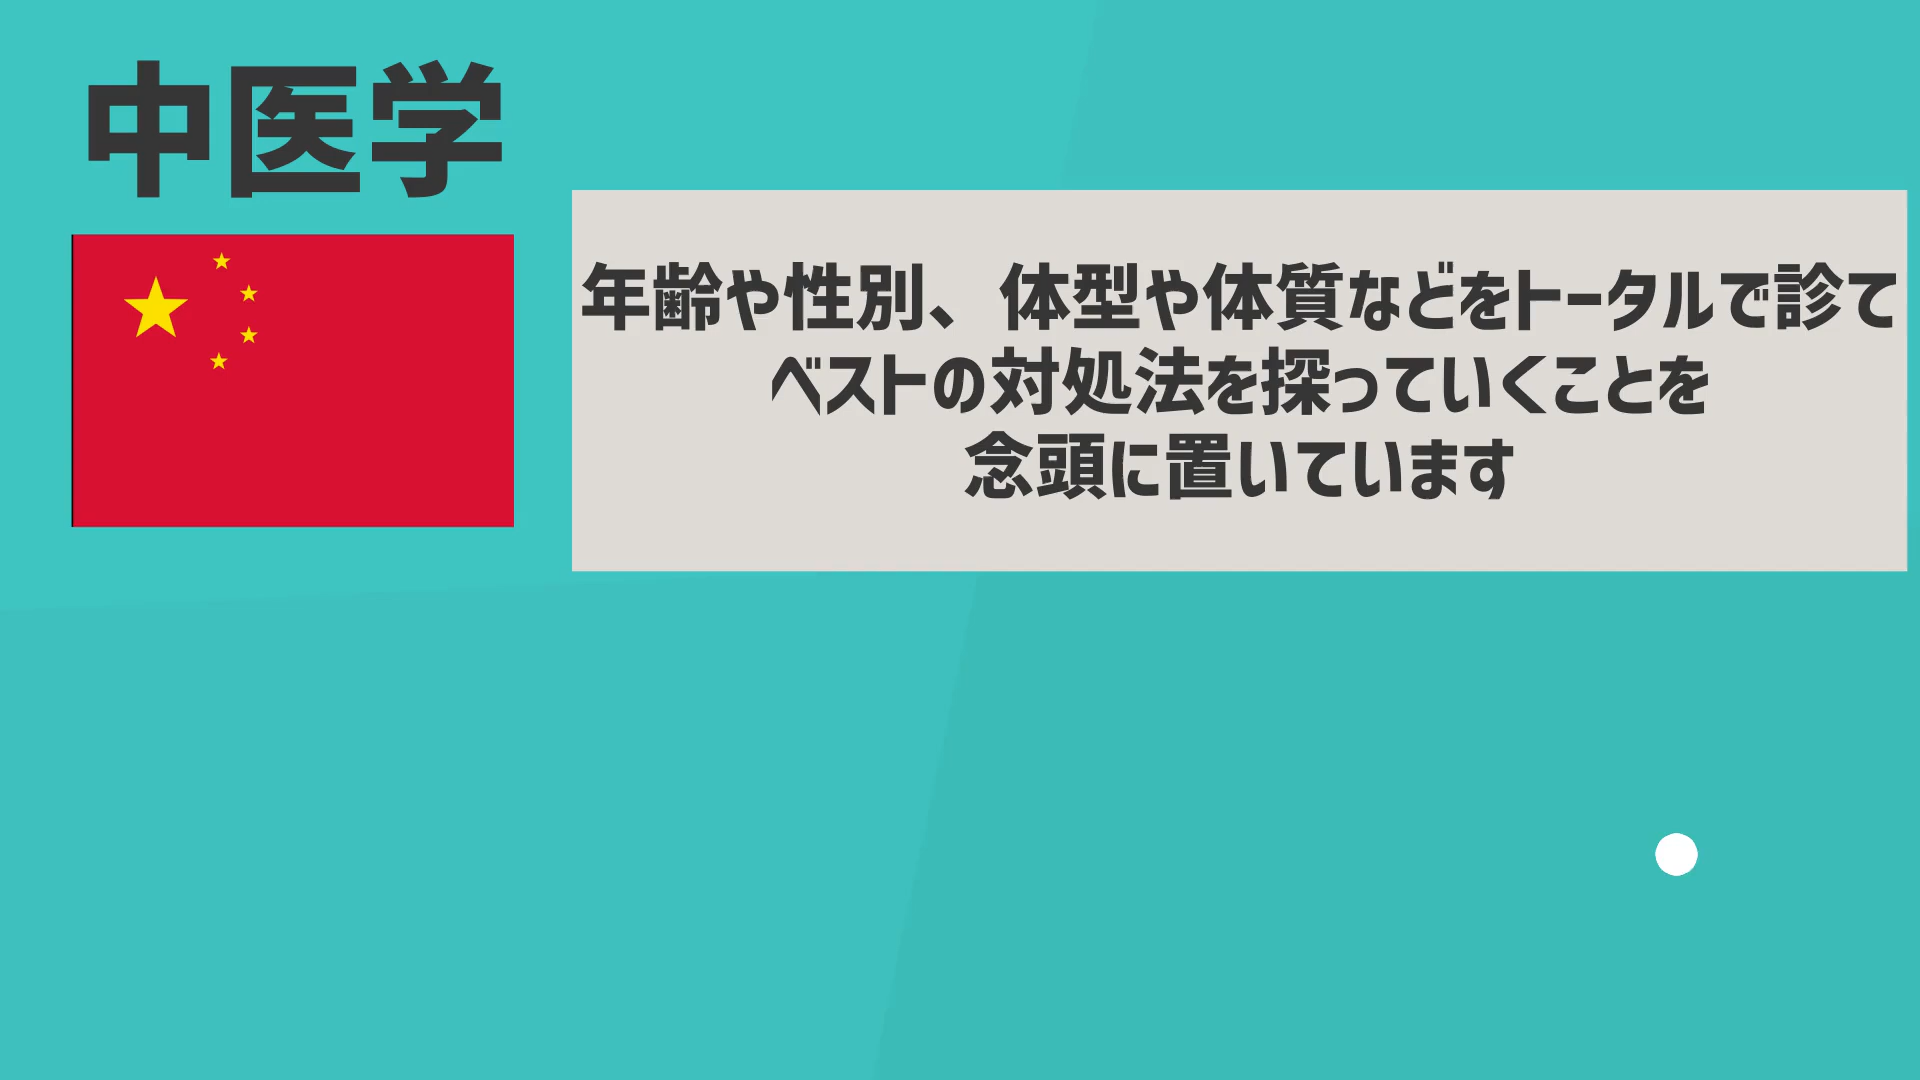 中医学
年齢や性別、体型や体質などをトータルで診て
ベストの対処法を探っていくことを
念頭に置いています